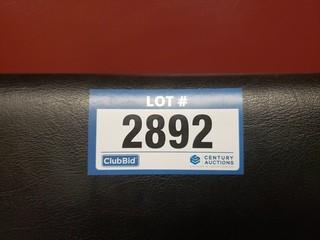 LOT #
2892
ClubBid
CENTURY
AUCTIONS